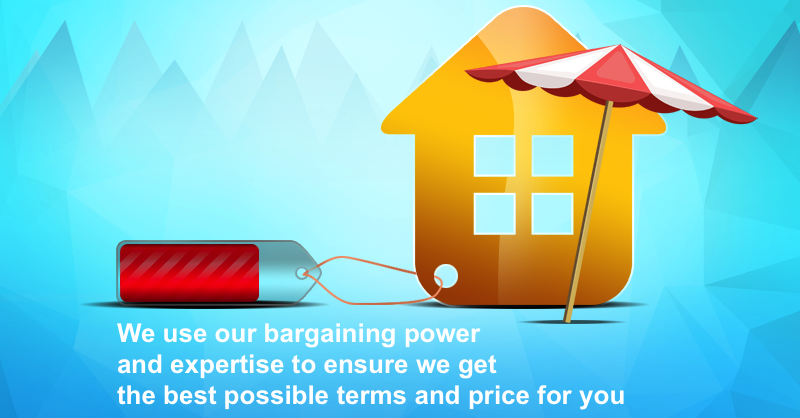 We use our bargaining power
and expertise to ensure we get
the best possible terms and price for you